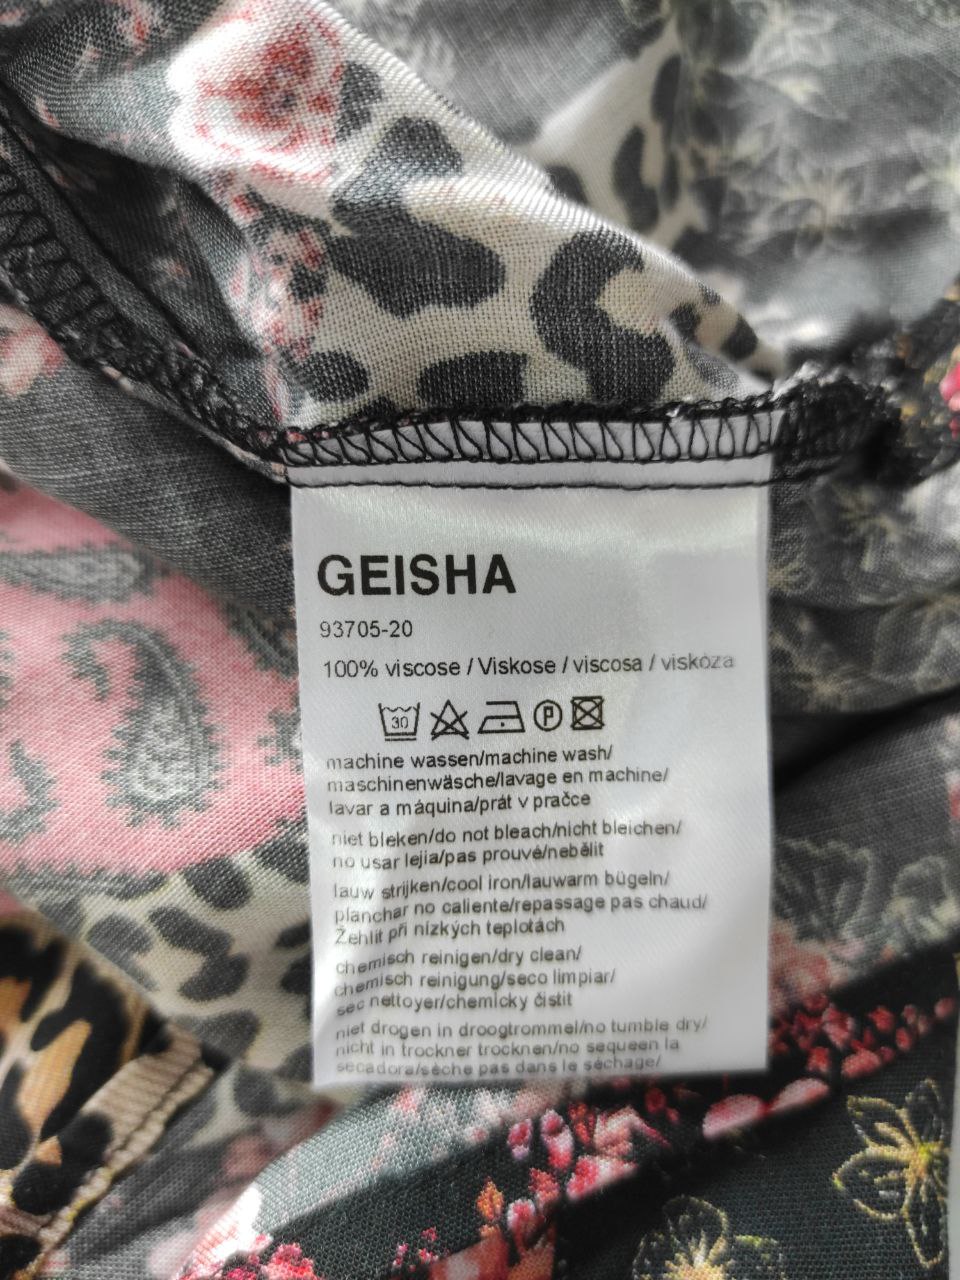 GEISHA
93705-20
100% viscose / Viskose / viscosa / viskóza
30 P
machine wassen/machine wash/
maschinenwäsche/lavage en machine/
lavar a máquina/prát v pračce
niet bleken/do not bleach/nicht bleichen/
no usar lejia/pas prouvé/nebělit
lauw strijken/cool iron/lauwarm bügeln/
planchar no caliente/repassage pas chaud/
Žehlit při nízkých teplotách
chemisch reinigen/dry clean/
chemisch reinigung/seco limpiar/
sec nettoyer/chemicky čistit
niet drogen in droogtrommel/no tumble dry/
nicht in trockner trocknen/no sequeen la
secadora/sèche pas dans le séchage/